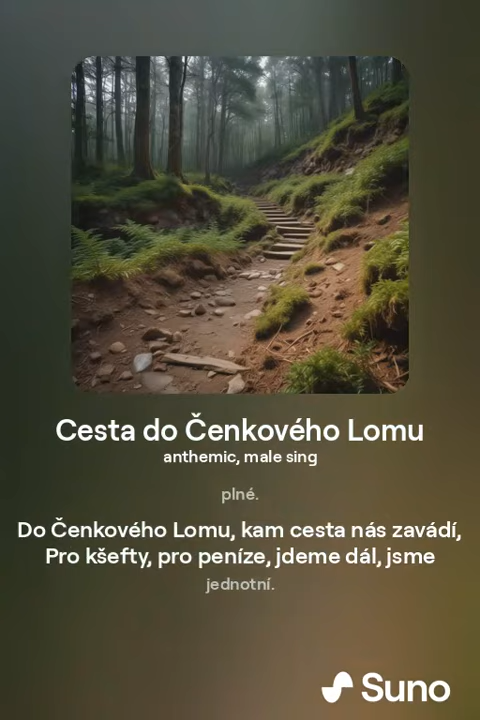 Cesta do Čenkového Lomu
anthemic, male sing
plné.
Do Čenkového Lomu, kam cesta nás zavádí,
Pro kšefty, pro peníze, jdeme dál, jsme
jednotní.
Suno